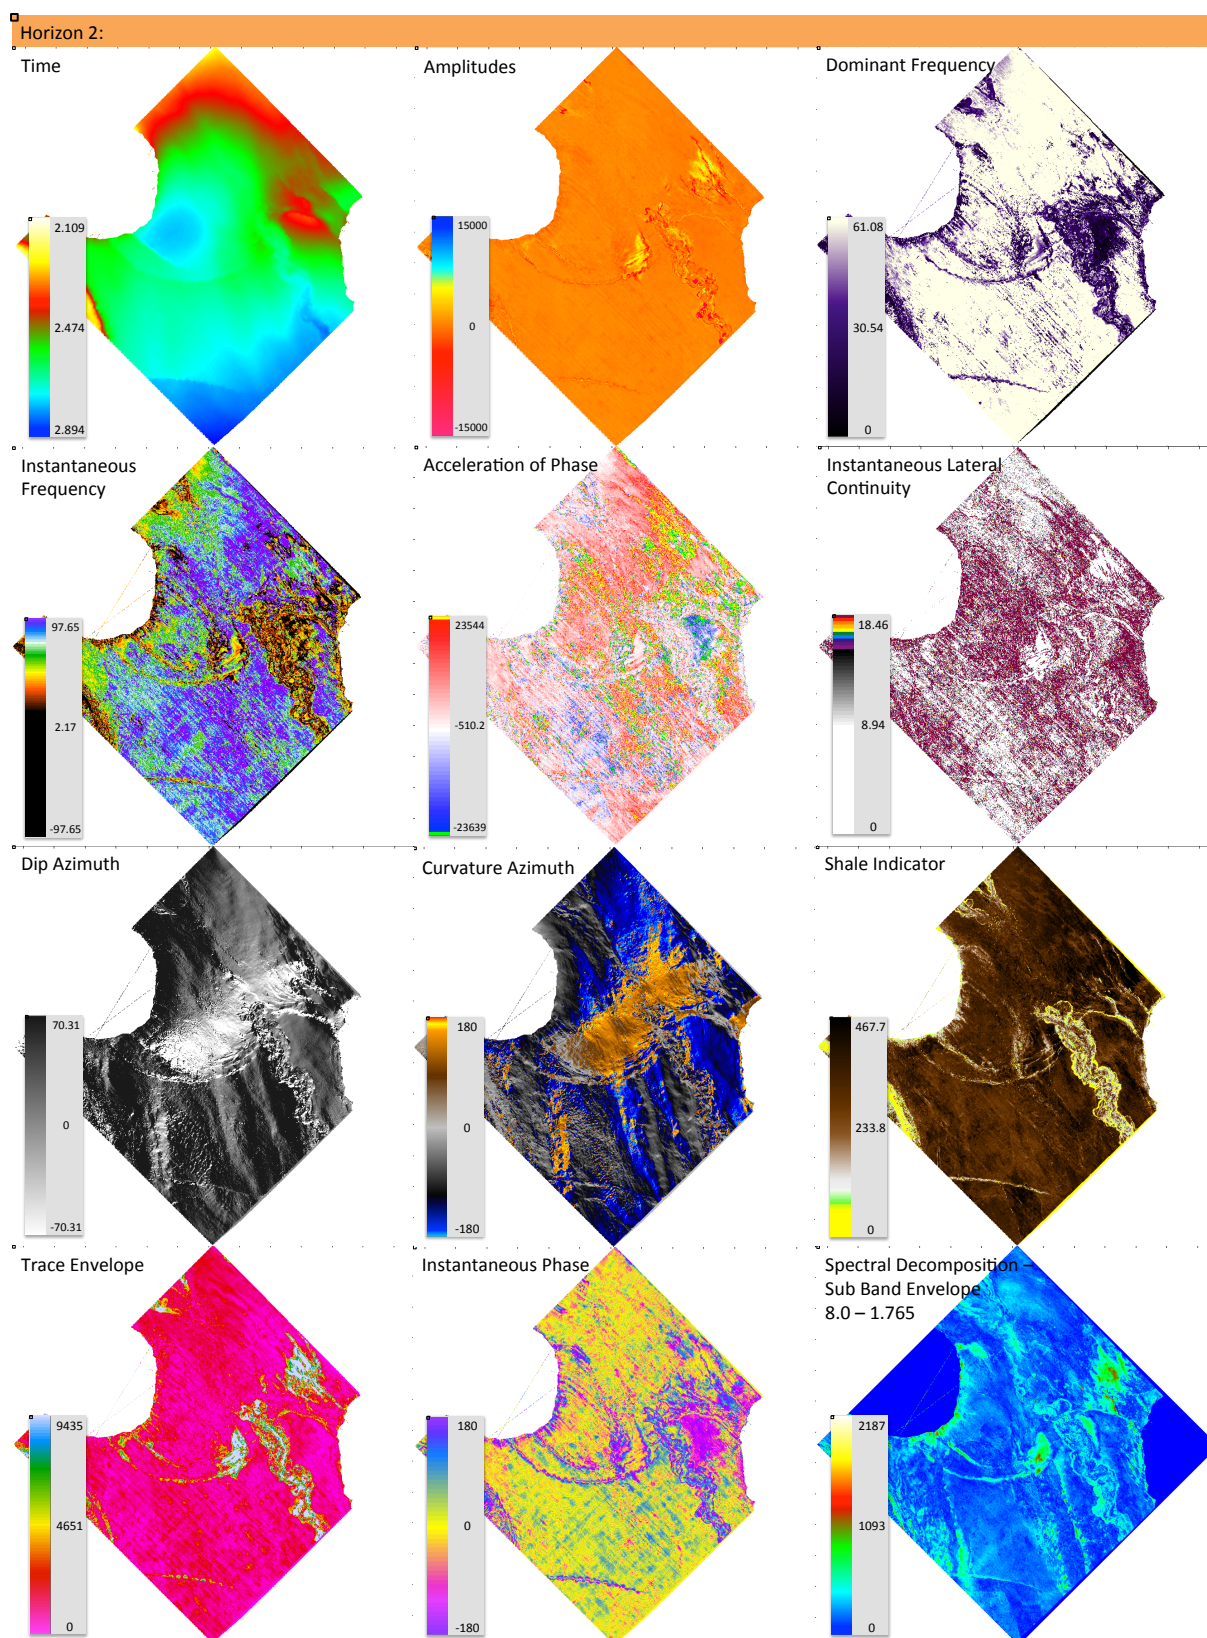 Horizon 2:
Time
2.109
2.474
2.894
Amplitudes
15000
0
-15000
Dominant Frequency
61.08
30.54
0
Instantaneous
Frequency
97.65
2.17
-97.65
Acceleration of Phase
23544
-510.2
-23639
Instantaneous Lateral
Continuity
18.46
8.94
0
Dip Azimuth
70.31
0
-70.31
Curvature Azimuth
180
0
-180
Shale Indicator
467.7
233.8
0
Trace Envelope
9435
4651
0
Instantaneous Phase
180
0
-180
Spectral Decomposition –
Sub Band Envelope
8.0 – 1.765
2187
1093
0